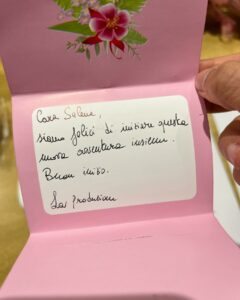 Cara Selene,
siamo felici di iniziare questa
nuova avventura insieme.
Buon inizio.
La Produzione